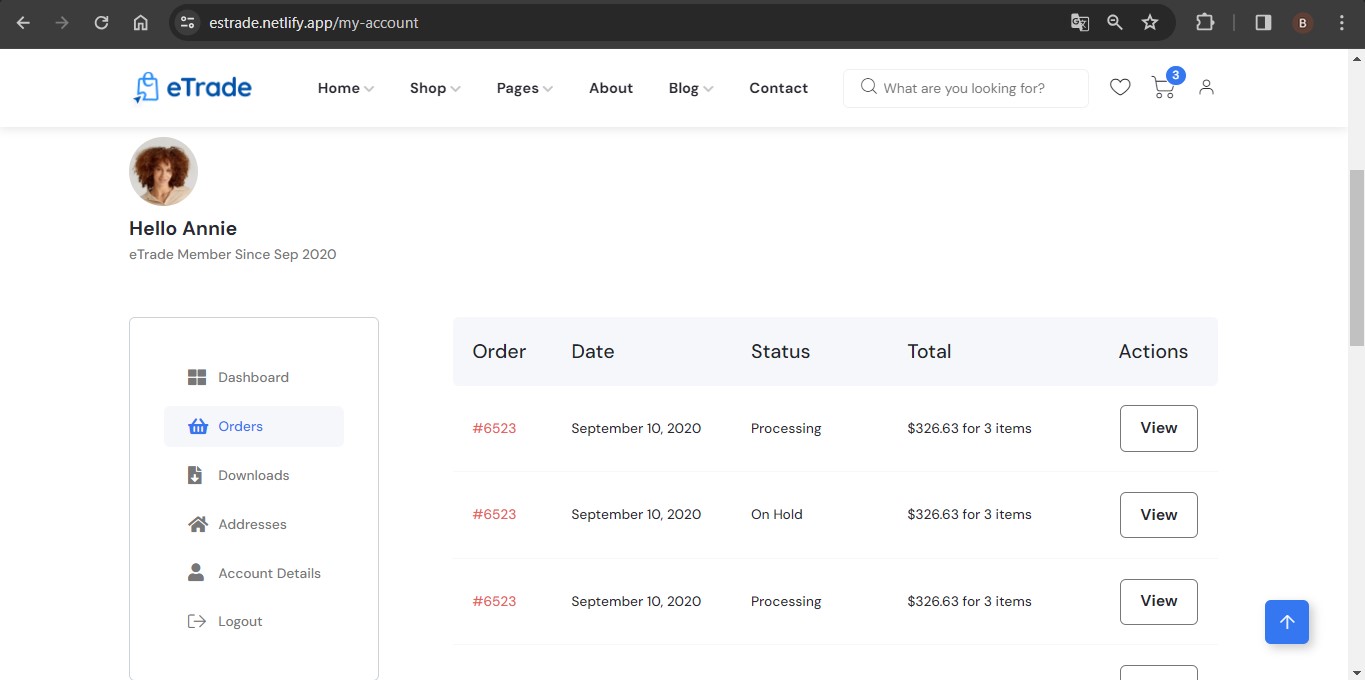 estrade.netlify.app/my-account
B
eTrade
Home Shop Pages About Blog Contact
What are you looking for?
3
Hello Annie
eTrade Member Since Sep 2020
Dashboard
Orders
Downloads
Addresses
Account Details
Logout
Order Date Status Total Actions
#6523 September 10, 2020 Processing $326.63 for 3 items View
#6523 September 10, 2020 On Hold $326.63 for 3 items View
#6523 September 10, 2020 Processing $326.63 for 3 items View